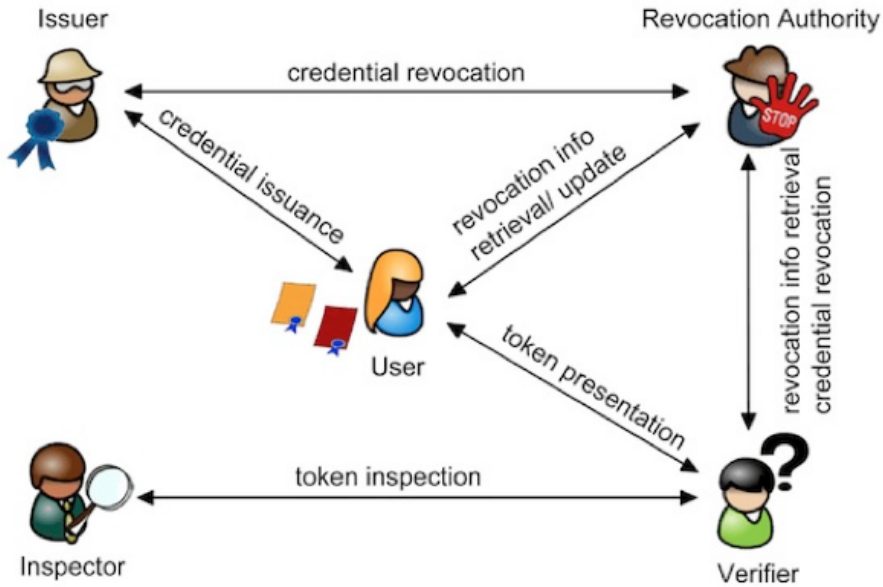 Issuer
Revocation Authority
credential revocation
STOP
credential issuance
revocation info
retrieval/ update
revocation info retrieval
credential revocation
User
token presentation
token inspection
Inspector
Verifier
?